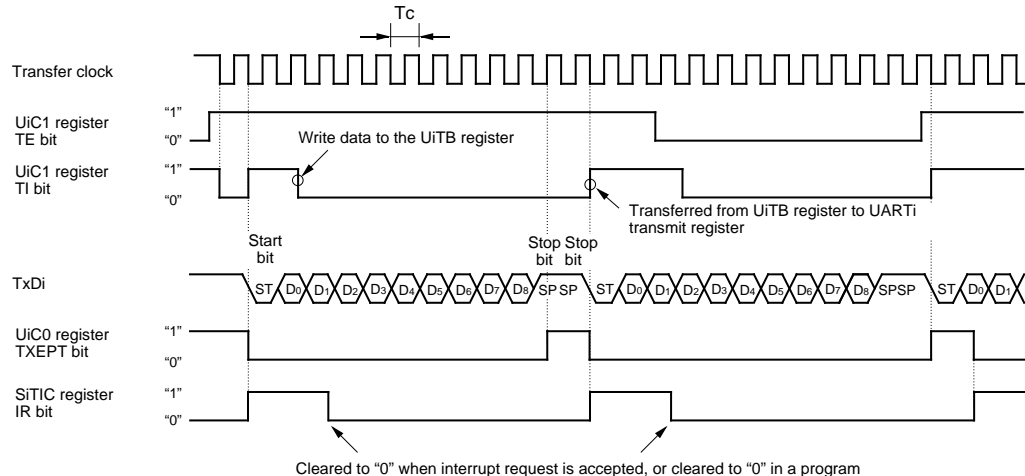 Tc
Transfer clock
UiC1 register
TE bit
"1"
"0"
Write data to the UiTB register
UiC1 register
TI bit
"1"
"0"
Transferred from UiTB register to UARTi
transmit register
Start
bit
Stop
bit
Stop
bit
TxDi
ST D0 D1 D2 D3 D4 D5 D6 D7 D8 SP SP ST D0 D1 D2 D3 D4 D5 D6 D7 D8 SPSP ST D0 D1
UiC0 register
TXEPT bit
"1"
"0"
SiTIC register
IR bit
"1"
"0"
Cleared to "0" when interrupt request is accepted, or cleared to "0" in a program